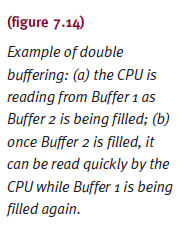 (figure 7.14)
Example of double
buffering: (a) the CPU is
reading from Buffer 1 as
Buffer 2 is being filled; (b)
once Buffer 2 is filled, it
can be read quickly by the
CPU while Buffer 1 is being
filled again.